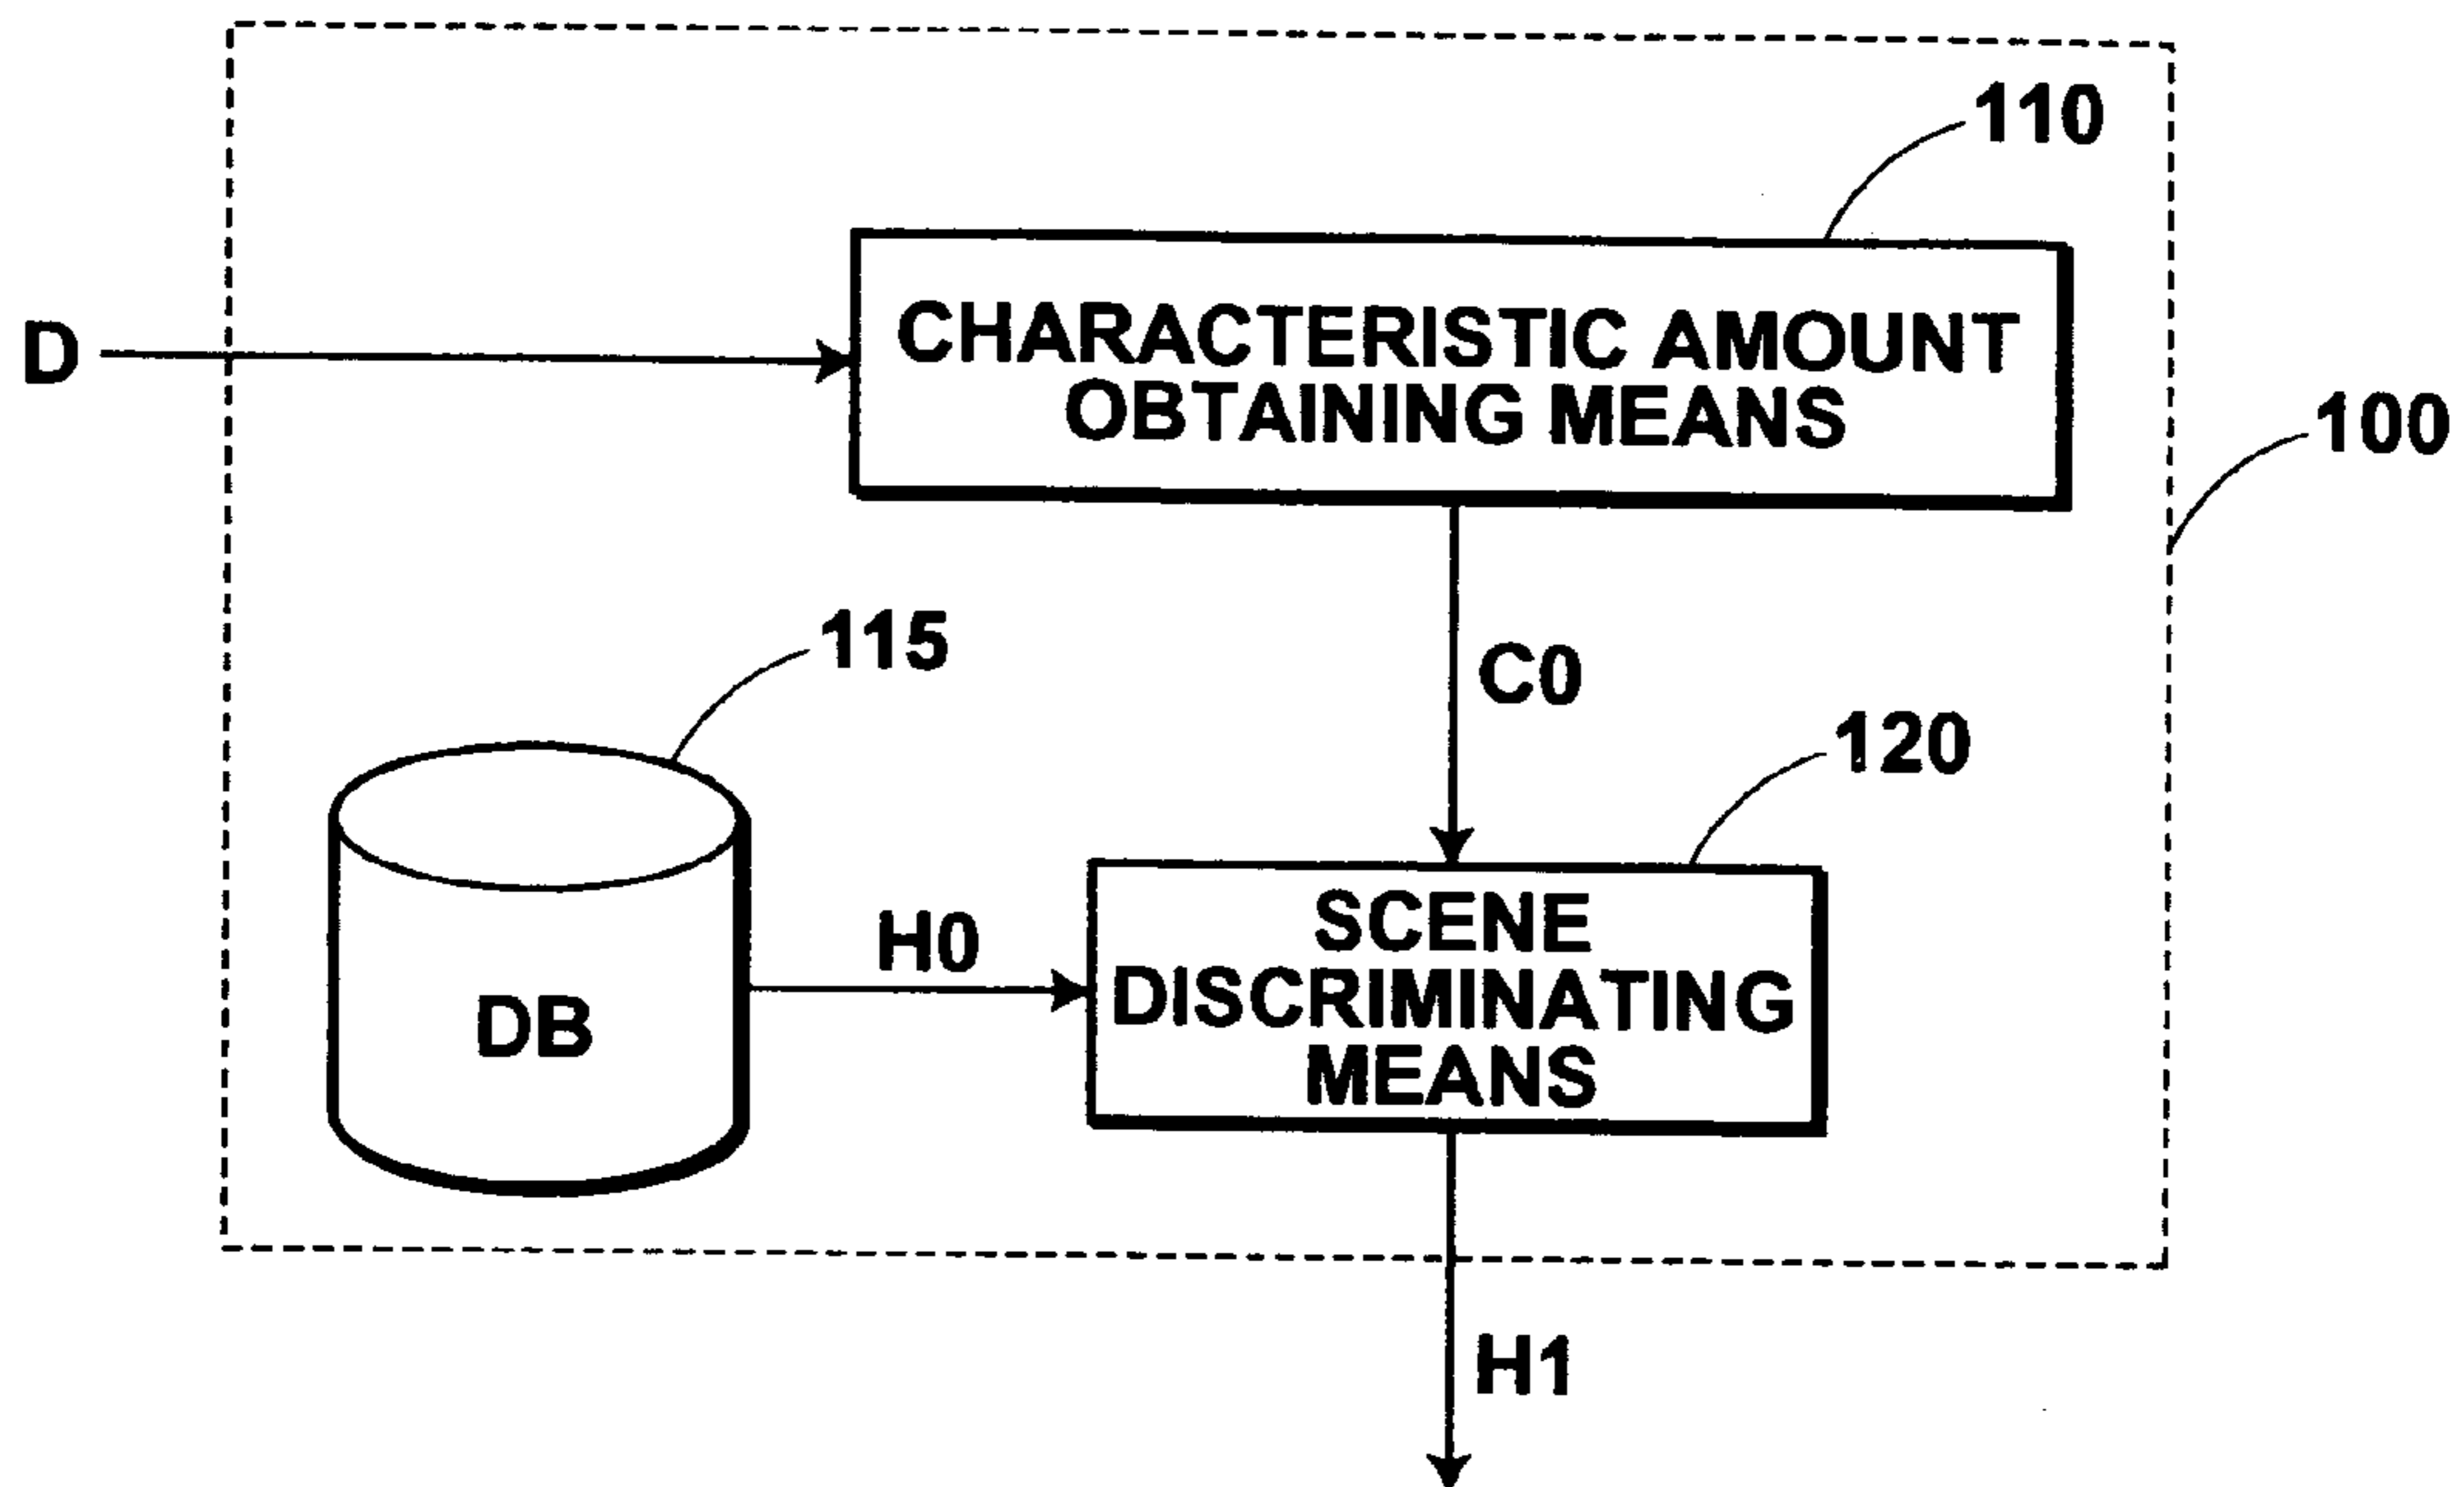 110
CHARACTERISTIC AMOUNT
OBTAINING MEANS
D
100
115
C0
120
SCENE
DISCRIMINATING
MEANS
H0
DB
H1